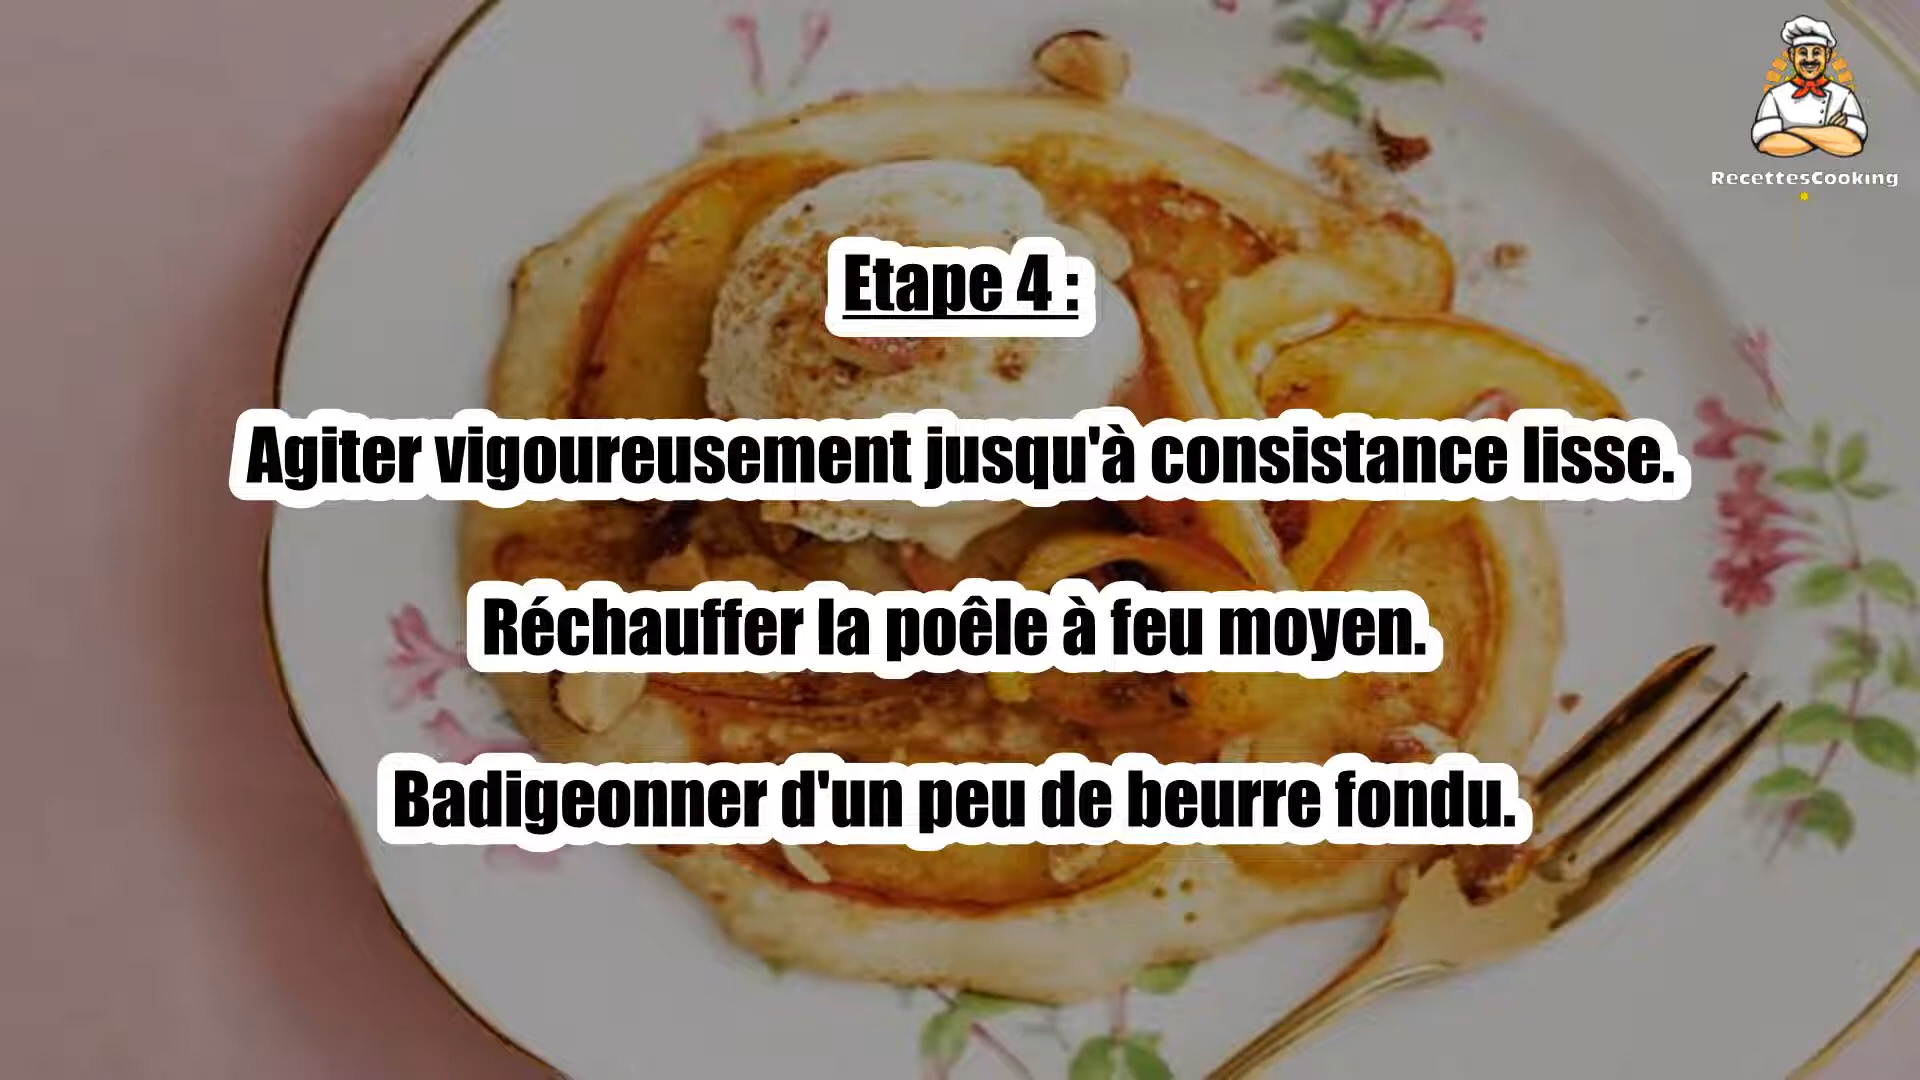 RecettesCooking
Etape 4 :
Agiter vigoureusement jusqu'à consistance lisse.
Réchauffer la poêle à feu moyen.
Badigeonner d'un peu de beurre fondu.